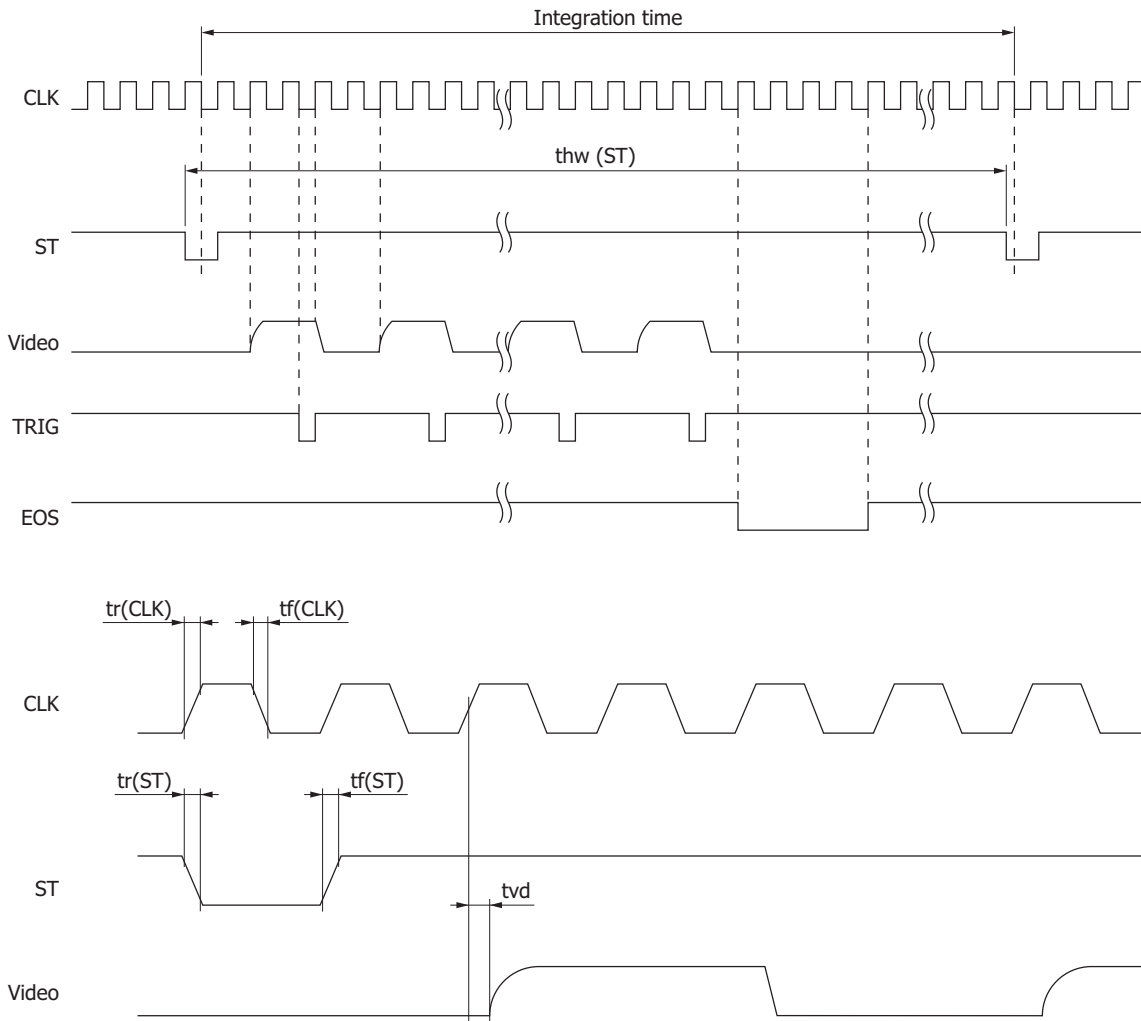 Integration time
CLK
thw (ST)
ST
Video
TRIG
EOS
tr(CLK) tf(CLK)
CLK
tr(ST) tf(ST)
ST
tvd
Video